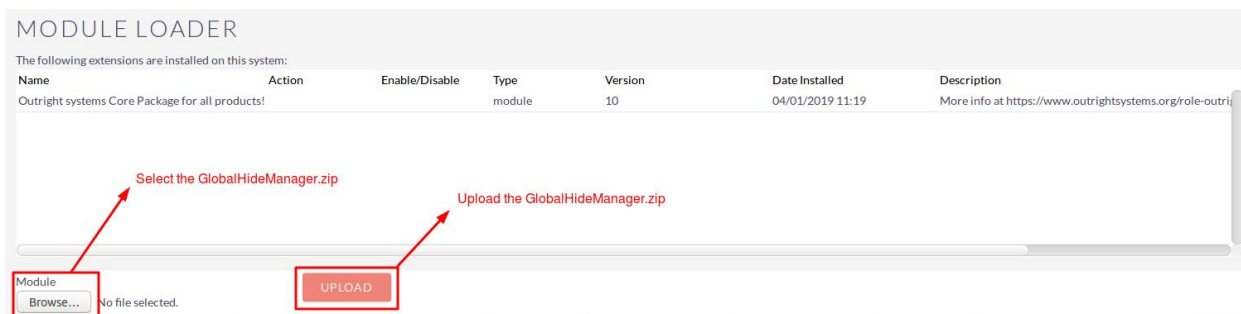 MODULE LOADER
The following extensions are installed on this system:
Name Action Enable/Disable Type Version Date Installed Description
Outright systems Core Package for all products! module 10 04/01/2019 11:19 More info at https://www.outrightsystems.org/role-outri
Select the GlobalHideManager.zip
Upload the GlobalHideManager.zip
Module
UPLOAD
Browse... No file selected.